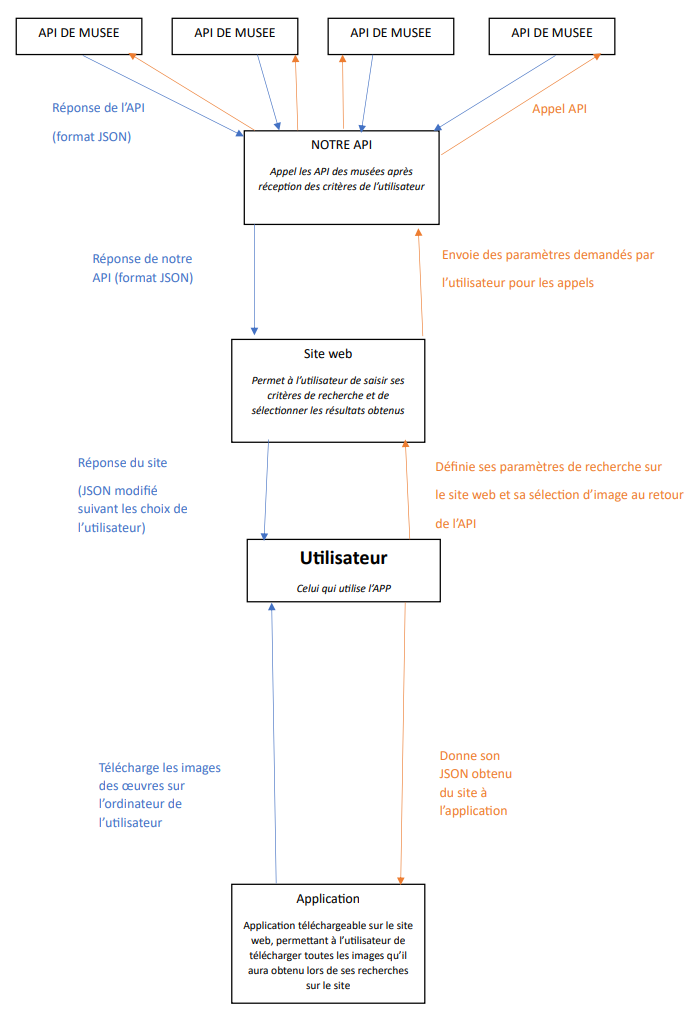 API DE MUSEE
API DE MUSEE
API DE MUSEE
API DE MUSEE
Réponse de l'API
(format JSON)
Appel API
NOTRE API
Appel les API des musées après
réception des critères de l'utilisateur
Réponse de notre
API (format JSON)
Envoie des paramètres demandés par
l'utilisateur pour les appels
Site web
Permet à l'utilisateur de saisir ses
critères de recherche et de
sélectionner les résultats obtenus
Réponse du site
(JSON modifié
suivant les choix de
l'utilisateur)
Définie ses paramètres de recherche sur
le site web et sa sélection d'image au retour
de l'API
Utilisateur
Celui qui utilise l'APP
Télécharge les images
des œuvres sur
l'ordinateur de
l'utilisateur
Donne son
JSON obtenu
du site à
l'application
Application
Application téléchargeable sur le site
web, permettant à l'utilisateur de
télécharger toutes les images qu'il
aura obtenu lors de ses recherches
sur le site